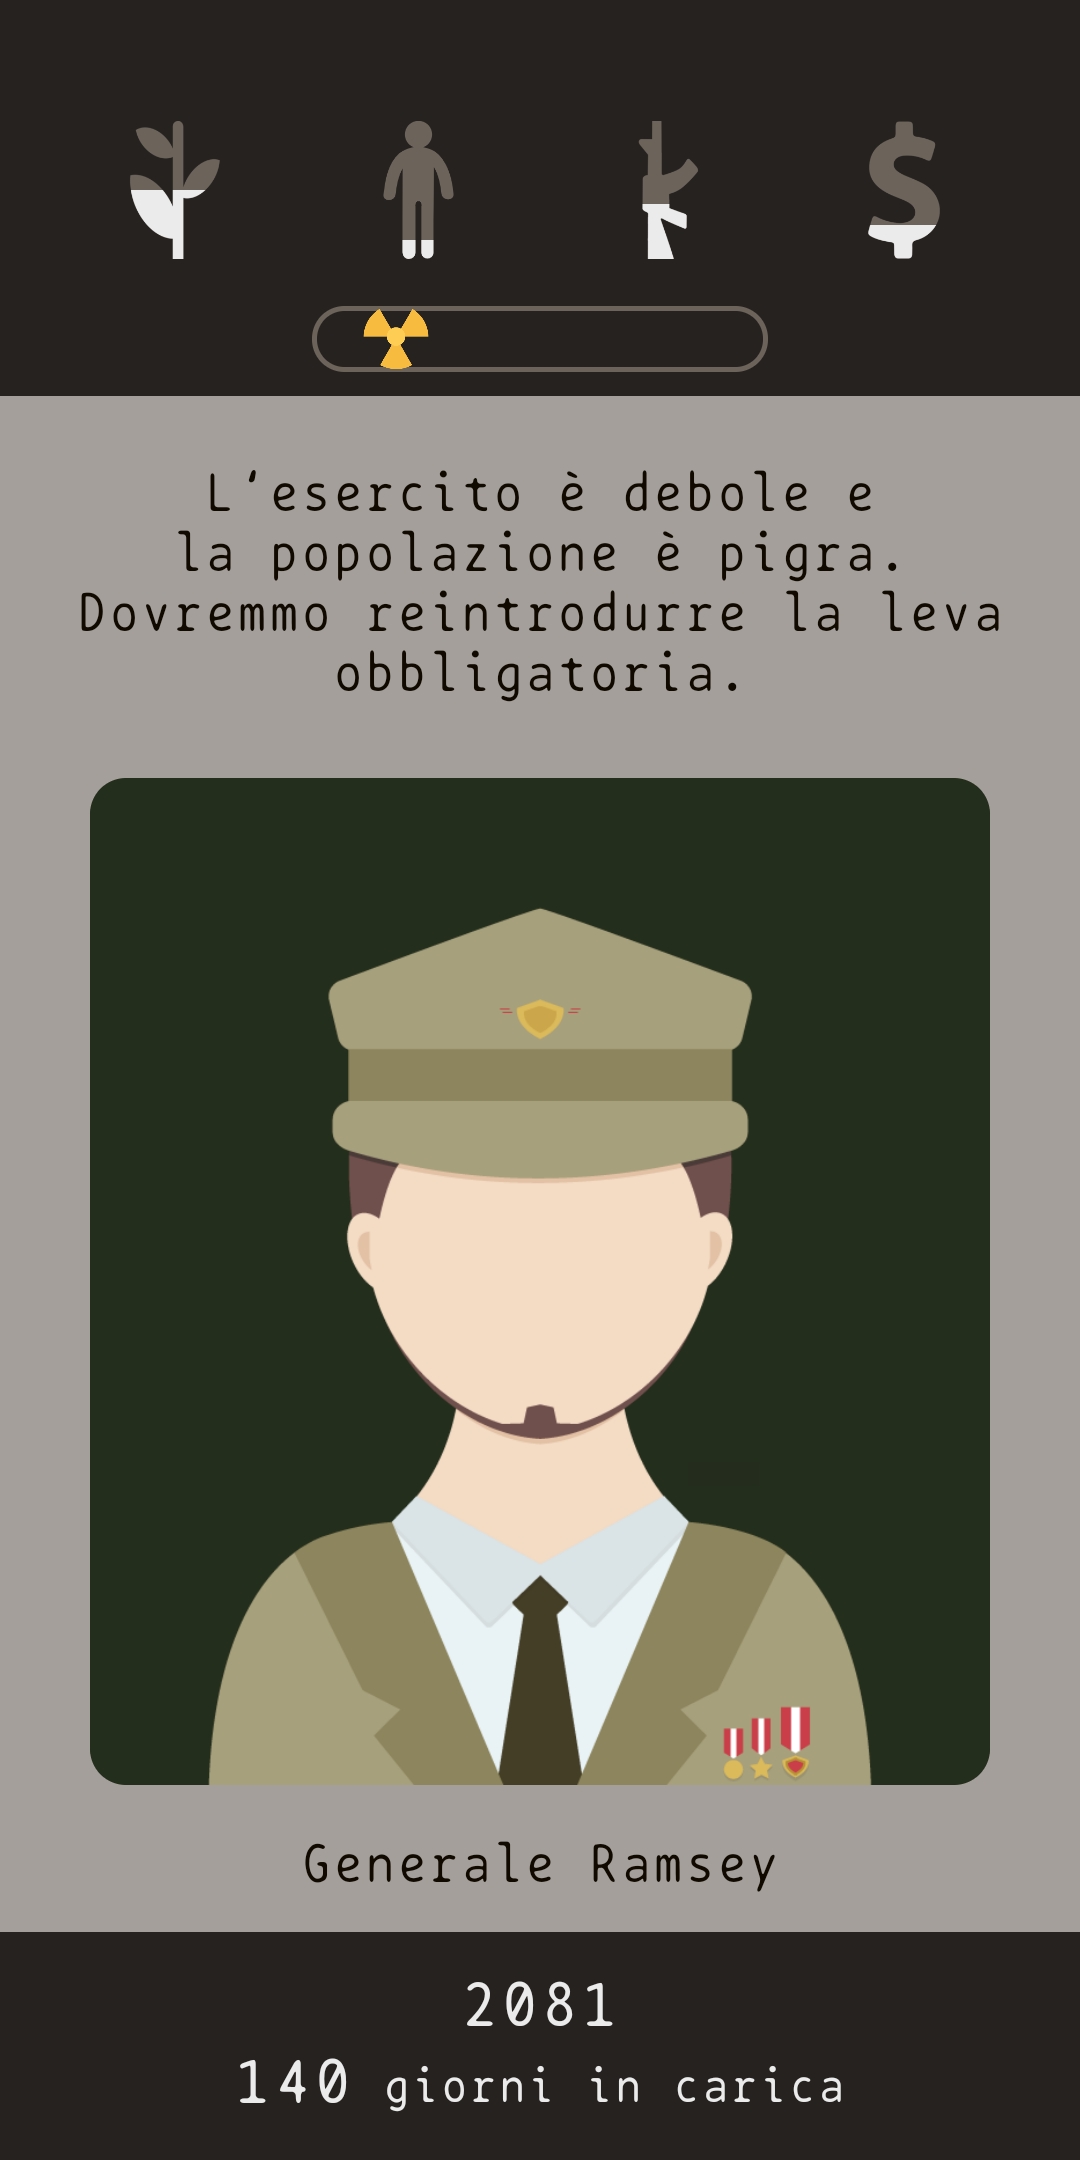 L‘esercito è debole e
la popolazione è pigra.
Dovremmo reintrodurre la leva
obbligatoria.
Generale Ramsey
2081
140 giorni in carica